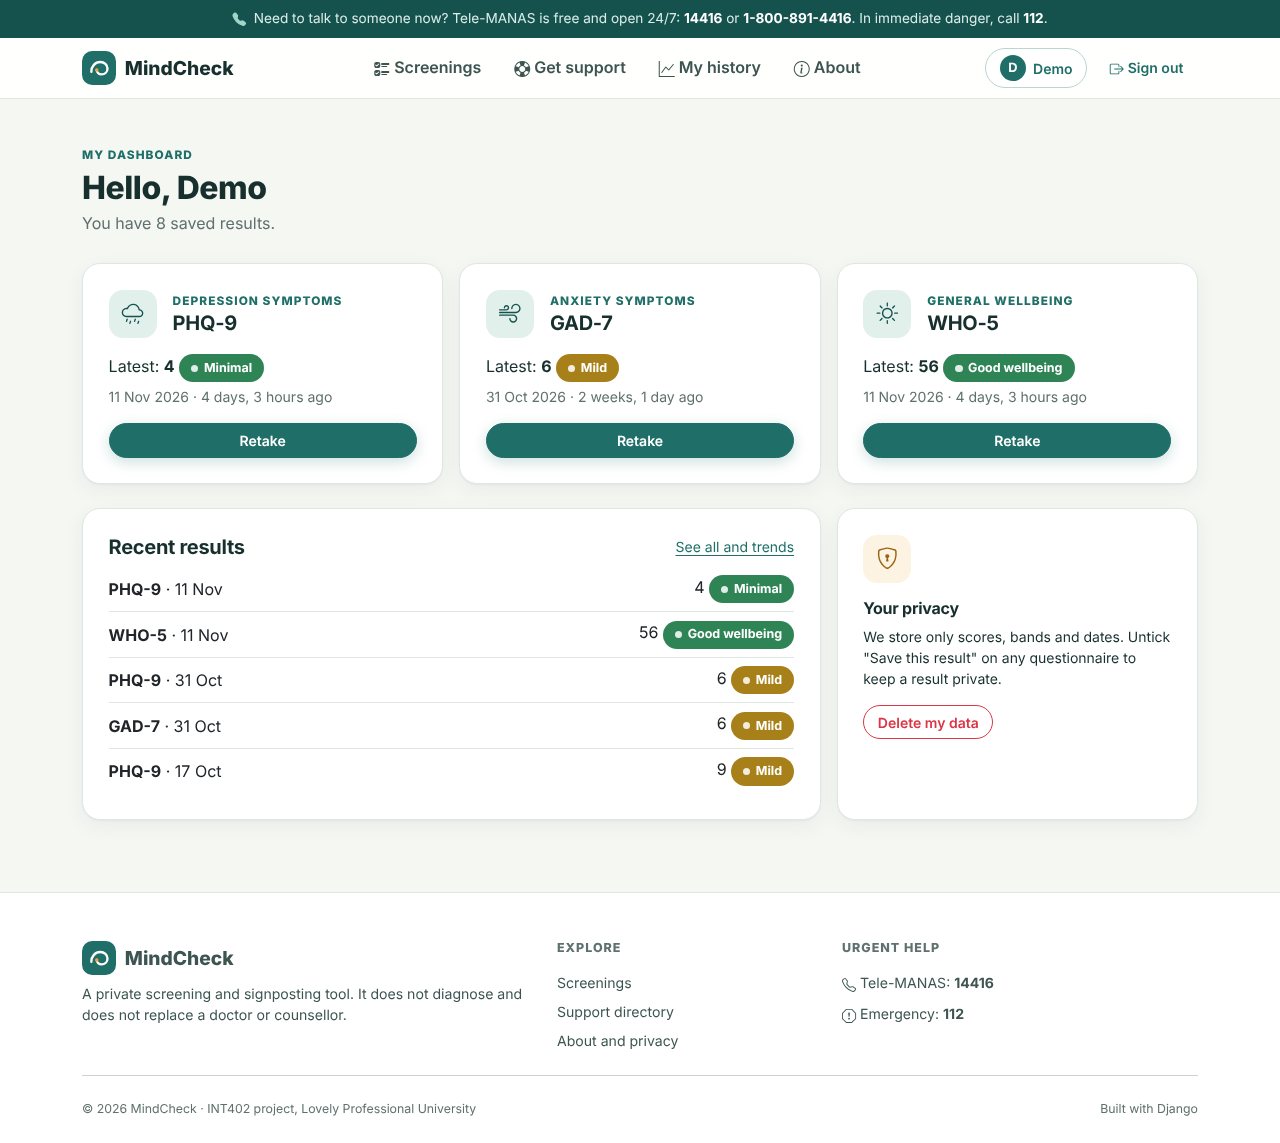 Need to talk to someone now? Tele-MANAS is free and open 24/7: 14416 or 1-800-891-4416. In immediate danger, call 112.
MindCheck
Screenings
Get support
My history
About
D
Demo
Sign out
MY DASHBOARD
Hello, Demo
You have 8 saved results.
DEPRESSION SYMPTOMS
PHQ-9
Latest: 4 Minimal
11 Nov 2026 · 4 days, 3 hours ago
Retake
ANXIETY SYMPTOMS
GAD-7
Latest: 6 Mild
31 Oct 2026 · 2 weeks, 1 day ago
Retake
GENERAL WELLBEING
WHO-5
Latest: 56 Good wellbeing
11 Nov 2026 · 4 days, 3 hours ago
Retake
Recent results
See all and trends
PHQ-9 · 11 Nov
4 Minimal
WHO-5 · 11 Nov
56 Good wellbeing
PHQ-9 · 31 Oct
6 Mild
GAD-7 · 31 Oct
6 Mild
PHQ-9 · 17 Oct
9 Mild
Your privacy
We store only scores, bands and dates. Untick
"Save this result" on any questionnaire to
keep a result private.
Delete my data
MindCheck
A private screening and signposting tool. It does not diagnose and
does not replace a doctor or counsellor.
EXPLORE
Screenings
Support directory
About and privacy
URGENT HELP
Tele-MANAS: 14416
Emergency: 112
© 2026 MindCheck · INT402 project, Lovely Professional University
Built with Django